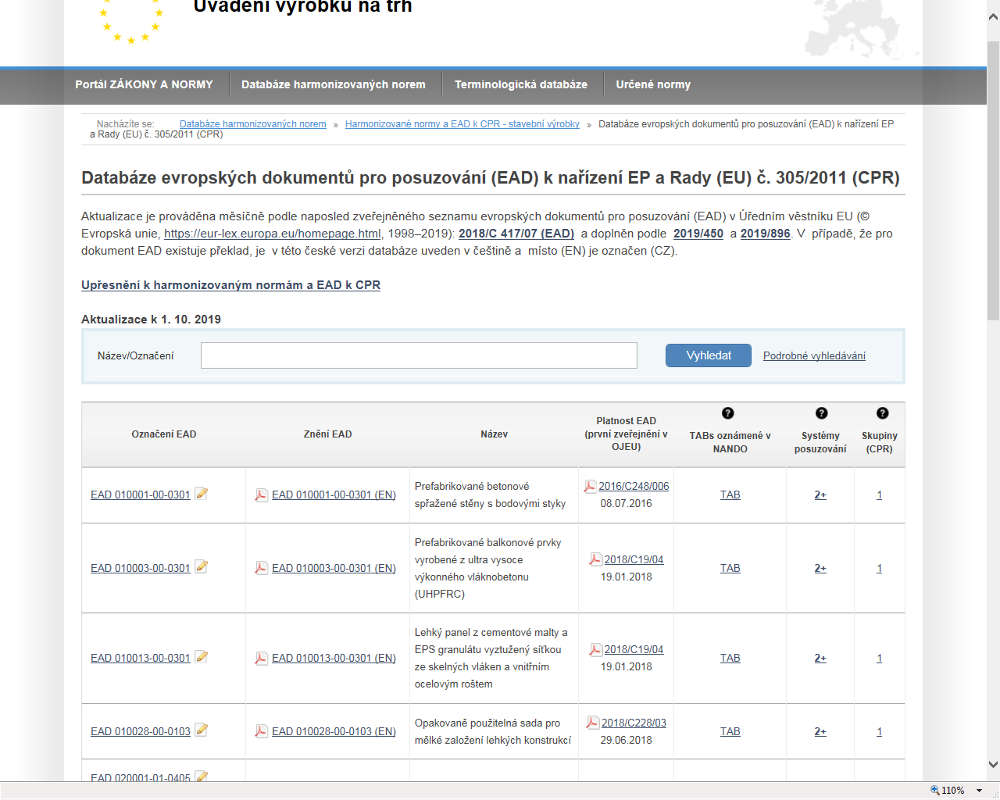 Uvádění výrobků na trh
Portál ZÁKONY A NORMY Databáze harmonizovaných norem Terminologická databáze Určené normy
Nacházíte se: Databáze harmonizovaných norem » Harmonizované normy a EAD k CPR - stavební výrobky » Databáze evropských dokumentů pro posuzování (EAD) k nařízení EP
a Rady (EU) č. 305/2011 (CPR)
Databáze evropských dokumentů pro posuzování (EAD) k nařízení EP a Rady (EU) č. 305/2011 (CPR)
Aktualizace je prováděna měsíčně podle naposled zveřejněného seznamu evropských dokumentů pro posuzování (EAD) v Úředním věstníku EU (©
Evropská unie, https://eur-lex.europa.eu/homepage.html, 1998–2019): 2018/C 417/07 (EAD) a doplněn podle 2019/450 a 2019/896. V případě, že pro
dokument EAD existuje překlad, je v této české verzi databáze uveden v češtině a místo (EN) je označen (CZ).
Upřesnění k harmonizovaným normám a EAD k CPR
Aktualizace k 1. 10. 2019
Název/Označení Vyhledat Podrobné vyhledávání
Označení EAD
Znění EAD
Název
Platnost EAD
(první zveřejnění v
OJEU)
? TABs oznámené v
NANDO
? Systémy
posuzování
? Skupiny
(CPR)
EAD 010001-00-0301
EAD 010001-00-0301 (EN)
Prefabrikované betonové
spřažené stěny s bodovými styky
2016/C248/006
08.07.2016
TAB
2+
1
EAD 010003-00-0301
EAD 010003-00-0301 (EN)
Prefabrikované balkonové prvky
vyrobené z ultra vysoce
výkonného vláknobetonu
(UHPFRC)
2018/C19/04
19.01.2018
TAB
2+
1
EAD 010013-00-0301
EAD 010013-00-0301 (EN)
Lehký panel z cementové malty a
EPS granulátu vyztužený síťkou
ze skelných vláken a vnitřním
ocelovým roštem
2018/C19/04
19.01.2018
TAB
2+
1
EAD 010028-00-0103
EAD 010028-00-0103 (EN)
Opakovaně použitelná sada pro
mělké založení lehkých konstrukcí
2018/C228/03
29.06.2018
TAB
2+
1
EAD 020001-01-0405
110%